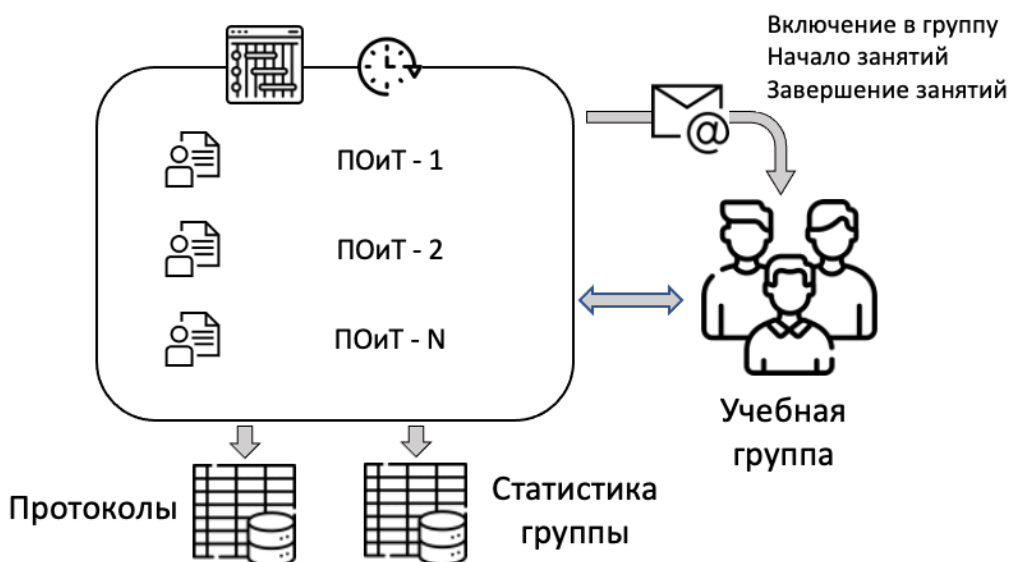 Включение в группу
Начало занятий
Завершение занятий
ПОиТ - 1
ПОиТ - 2
ПОиТ - N
@
Учебная
группа
Протоколы
Статистика
группы